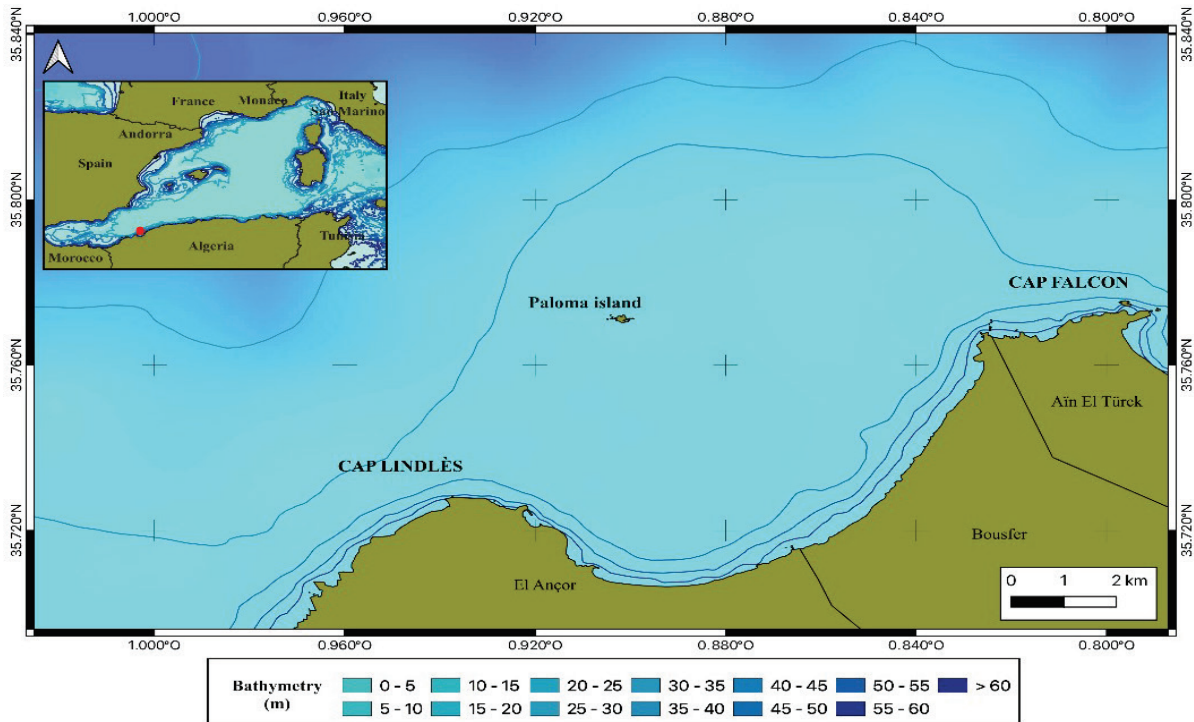 1.000°O 0.960°O 0.920°O 0.880°O 0.840°O 0.800°O
35.840°N 35.840°N
France Monaco Italy
San Marino
Andorra
Spain
Algeria
Morocco
35.800°N 35.800°N
CAP FALCON
Paloma island
35.760°N 35.760°N
Aïn El Türck
CAP LINDLÈS
35.720°N 35.720°N
Bousfer
El Ançor
0 1 2 km
1.000°O 0.960°O 0.920°O 0.880°O 0.840°O 0.800°O
Bathymetry
(m)
0 - 5 10 - 15 20 - 25 30 - 35 40 - 45 50 - 55 > 60
5 - 10 15 - 20 25 - 30 35 - 40 45 - 50 55 - 60